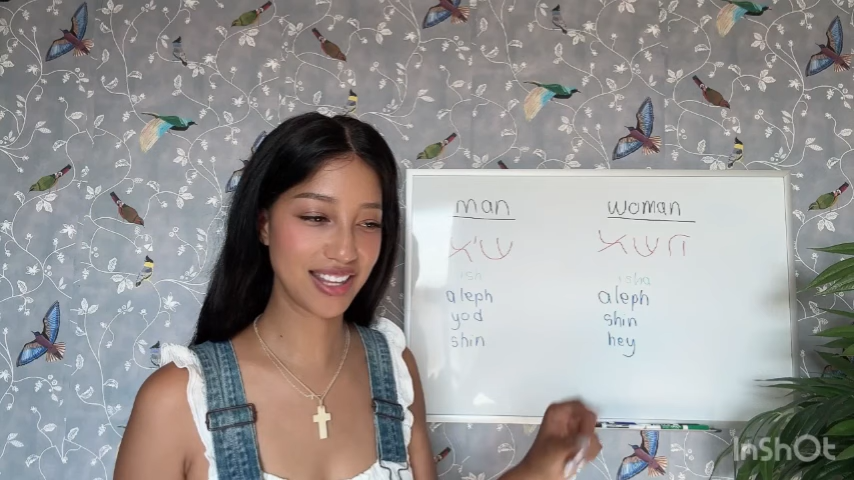 man
איש
ish
aleph
yod
shin
woman
אשה
isha
aleph
shin
hey
InShOt